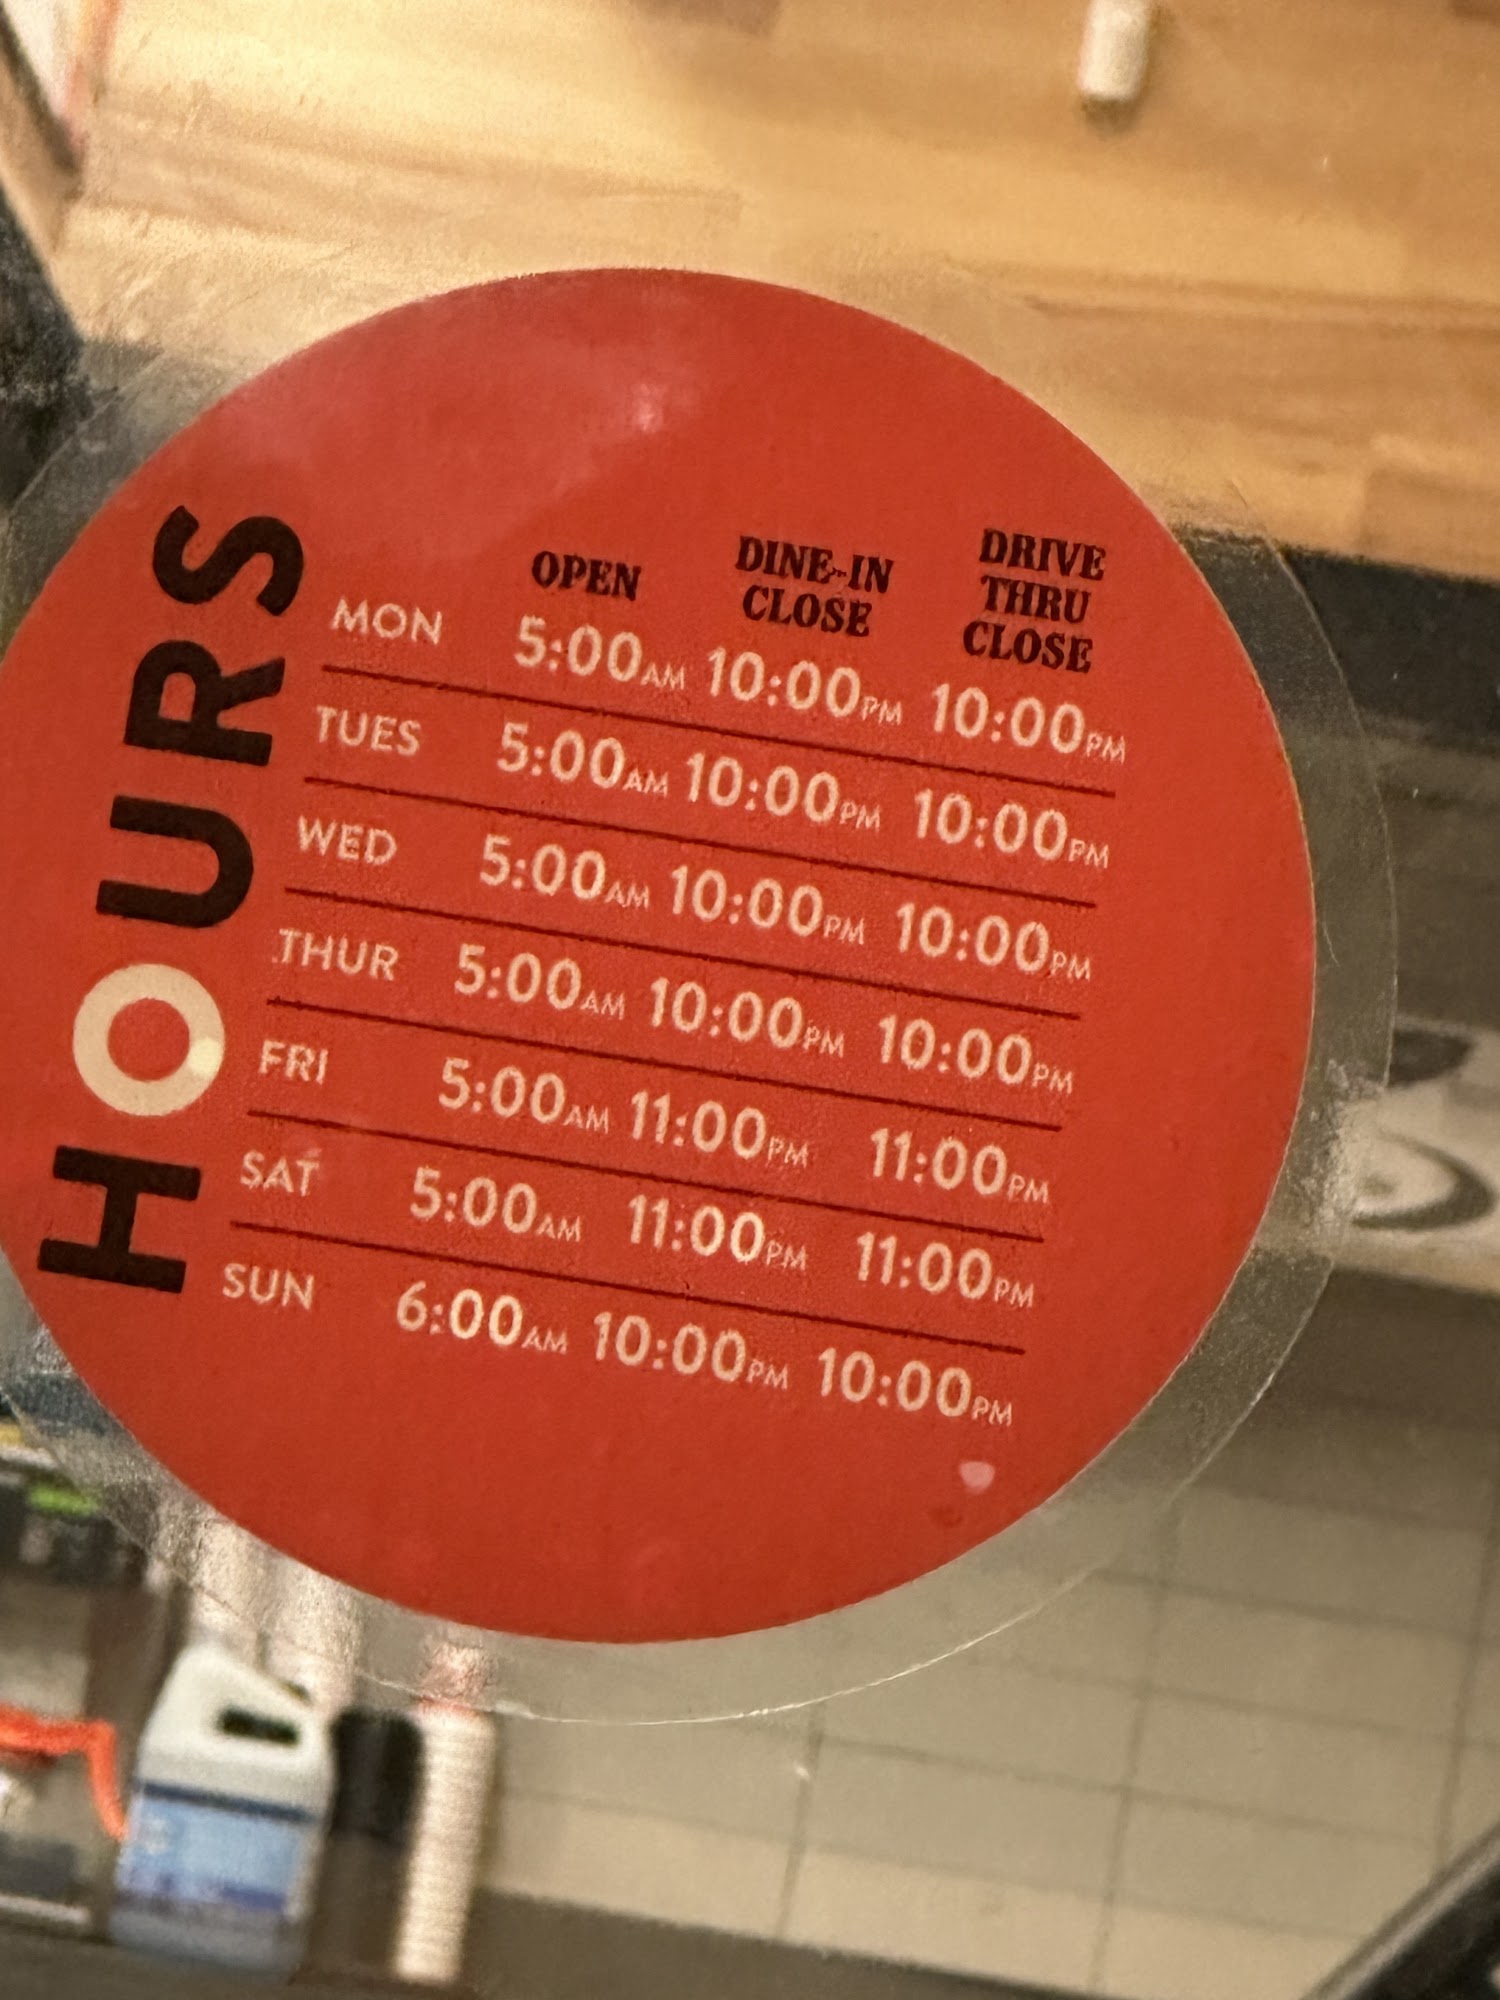 HOURS
OPEN DINE-IN CLOSE DRIVE THRU CLOSE
MON 5:00AM 10:00PM 10:00PM
TUES 5:00AM 10:00PM 10:00PM
WED 5:00AM 10:00PM 10:00PM
THUR 5:00AM 10:00PM 10:00PM
FRI 5:00AM 11:00PM 11:00PM
SAT 5:00AM 11:00PM 11:00PM
SUN 6:00AM 10:00PM 10:00PM